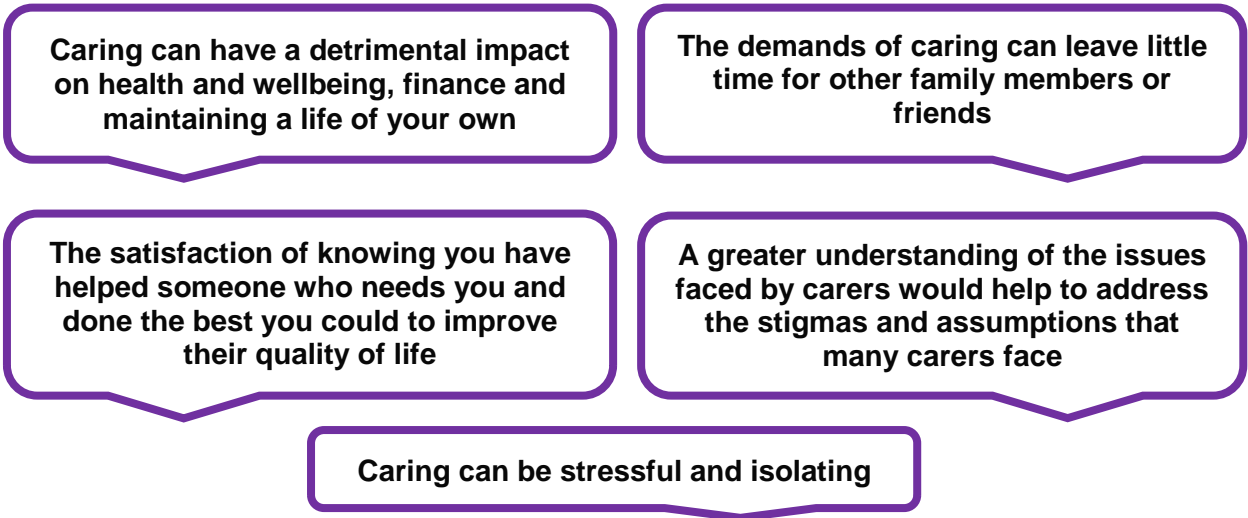 Caring can have a detrimental impact
on health and wellbeing, finance and
maintaining a life of your own
The demands of caring can leave little
time for other family members or
friends
The satisfaction of knowing you have
helped someone who needs you and
done the best you could to improve
their quality of life
A greater understanding of the issues
faced by carers would help to address
the stigmas and assumptions that
many carers face
Caring can be stressful and isolating